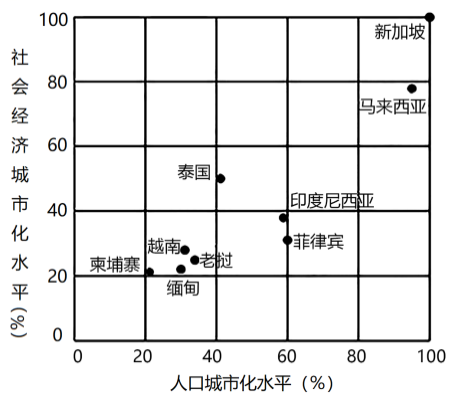 社会经济城市化水平(%)
100
80
60
40
20
0
新加坡
马来西亚
泰国
印度尼西亚
菲律宾
越南
老挝
柬埔寨
缅甸
0 20 40 60 80 100
人口城市化水平（%）